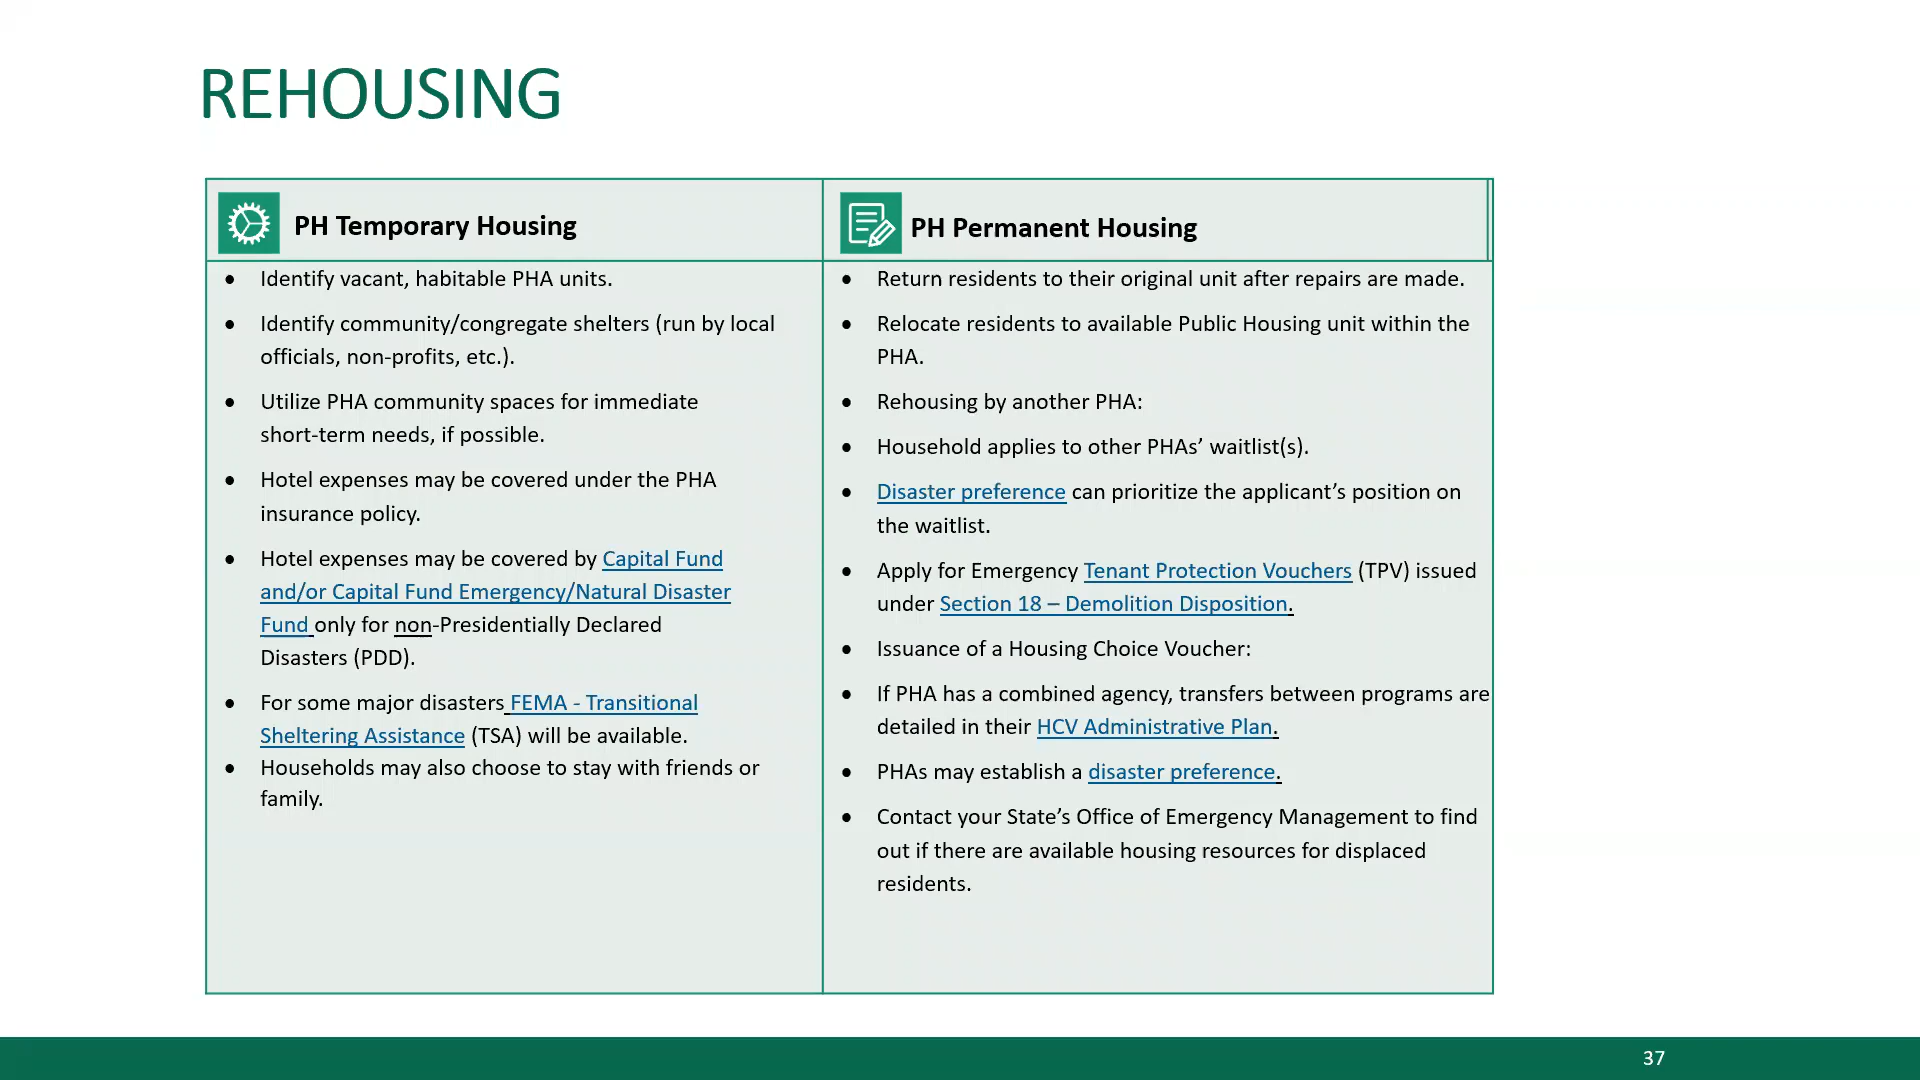 REHOUSING
PH Temporary Housing
• Identify vacant, habitable PHA units.
• Identify community/congregate shelters (run by local
officials, non-profits, etc.).
• Utilize PHA community spaces for immediate
short-term needs, if possible.
• Hotel expenses may be covered under the PHA
insurance policy.
• Hotel expenses may be covered by Capital Fund
and/or Capital Fund Emergency/Natural Disaster
Fund only for non-Presidentially Declared
Disasters (PDD).
• For some major disasters FEMA - Transitional
Sheltering Assistance (TSA) will be available.
• Households may also choose to stay with friends or
family.
PH Permanent Housing
• Return residents to their original unit after repairs are made.
• Relocate residents to available Public Housing unit within the
PHA.
• Rehousing by another PHA:
• Household applies to other PHAs’ waitlist(s).
• Disaster preference can prioritize the applicant’s position on
the waitlist.
• Apply for Emergency Tenant Protection Vouchers (TPV) issued
under Section 18 – Demolition Disposition.
• Issuance of a Housing Choice Voucher:
• If PHA has a combined agency, transfers between programs are
detailed in their HCV Administrative Plan.
• PHAs may establish a disaster preference.
• Contact your State’s Office of Emergency Management to find
out if there are available housing resources for displaced
residents.
37